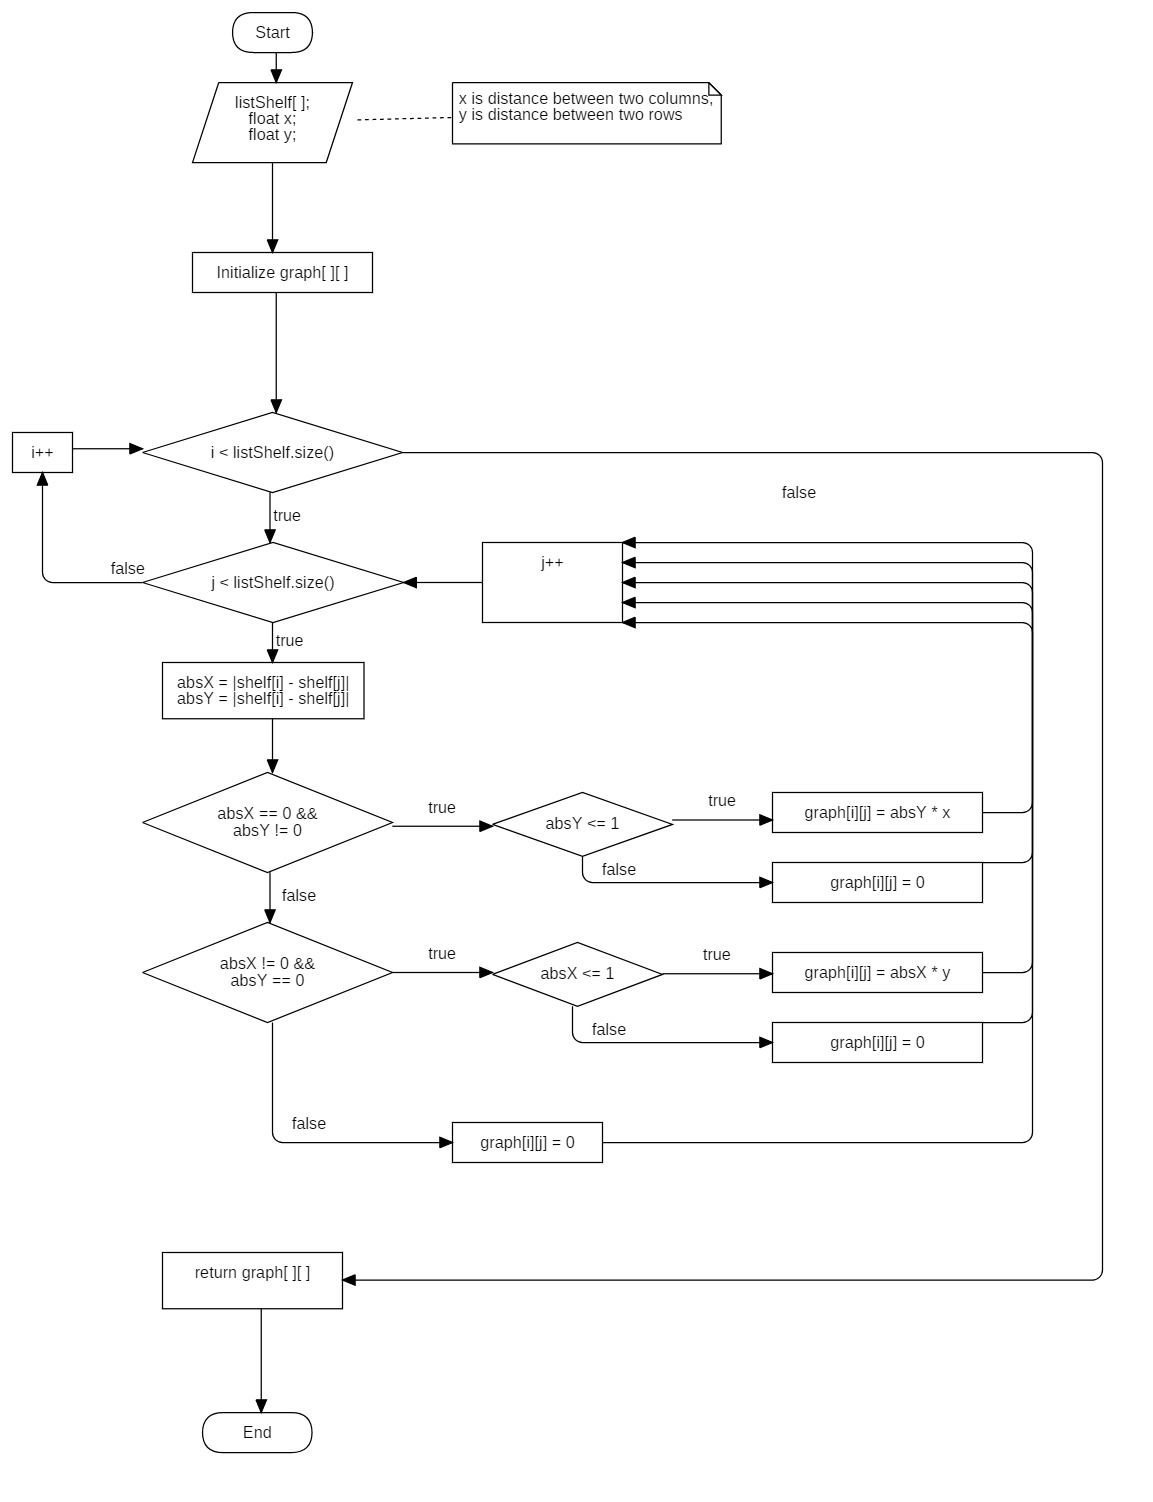 Start
listShelf[ ];
float x;
float y;
x is distance between two columns,
y is distance between two rows
Initialize graph[ ][ ]
i++
i < listShelf.size()
false
true
j++
false
j < listShelf.size()
true
absX = |shelf[i] - shelf[j]|
absY = |shelf[i] - shelf[j]|
absX == 0 &&
absY != 0
true
absY <= 1
true
graph[i][j] = absY * x
false
graph[i][j] = 0
false
absX != 0 &&
absY == 0
true
absX <= 1
true
graph[i][j] = absX * y
false
graph[i][j] = 0
false
graph[i][j] = 0
return graph[ ][ ]
End